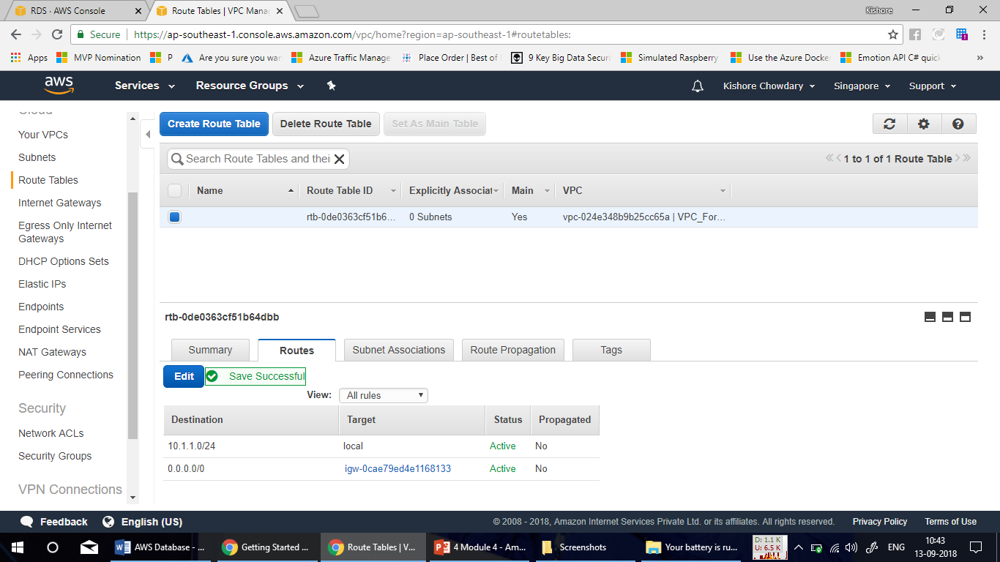 RDS · AWS Console
Route Tables | VPC Mana
Kishore
Secure
https://ap-southeast-1.console.aws.amazon.com/vpc/home?region=ap-southeast-1#routetables:
Apps
MVP Nomination
P
Are you sure you wan
Azure Traffic Manage
Place Order | Best of
9 Key Big Data Secur
Simulated Raspberry
Use the Azure Docke
Emotion API C# quick
»
aws
Services
Resource Groups
Kishore Chowdary
Singapore
Support
Cloud
Your VPCs
Subnets
Route Tables
Internet Gateways
Egress Only Internet
Gateways
DHCP Options Sets
Elastic IPs
Endpoints
Endpoint Services
NAT Gateways
Peering Connections
Security
Network ACLs
Security Groups
VPN Connections
Create Route Table
Delete Route Table
Set As Main Table
Search Route Tables and thei
1 to 1 of 1 Route Table
Name
Route Table ID
Explicitly Associat
Main
VPC
rtb-0de0363cf51b6...
0 Subnets
Yes
vpc-024e348b9b25cc65a | VPC_For...
rtb-0de0363cf51b64dbb
Summary
Routes
Subnet Associations
Route Propagation
Tags
Edit
Save Successful
View:
All rules
Destination
Target
Status
Propagated
10.1.1.0/24
local
Active
No
0.0.0.0/0
igw-0cae79ed4e1168133
Active
No
Feedback
English (US)
© 2008 - 2018, Amazon Internet Services Private Ltd. or its affiliates. All rights reserved.
Privacy Policy
Terms of Use
AWS Database - ...
Getting Started ...
Route Tables | V...
4 Module 4 - Am...
Screenshots
Your battery is ru...
D: 1.1 K
U: 6.5 K
ENG
10:43
13-09-2018